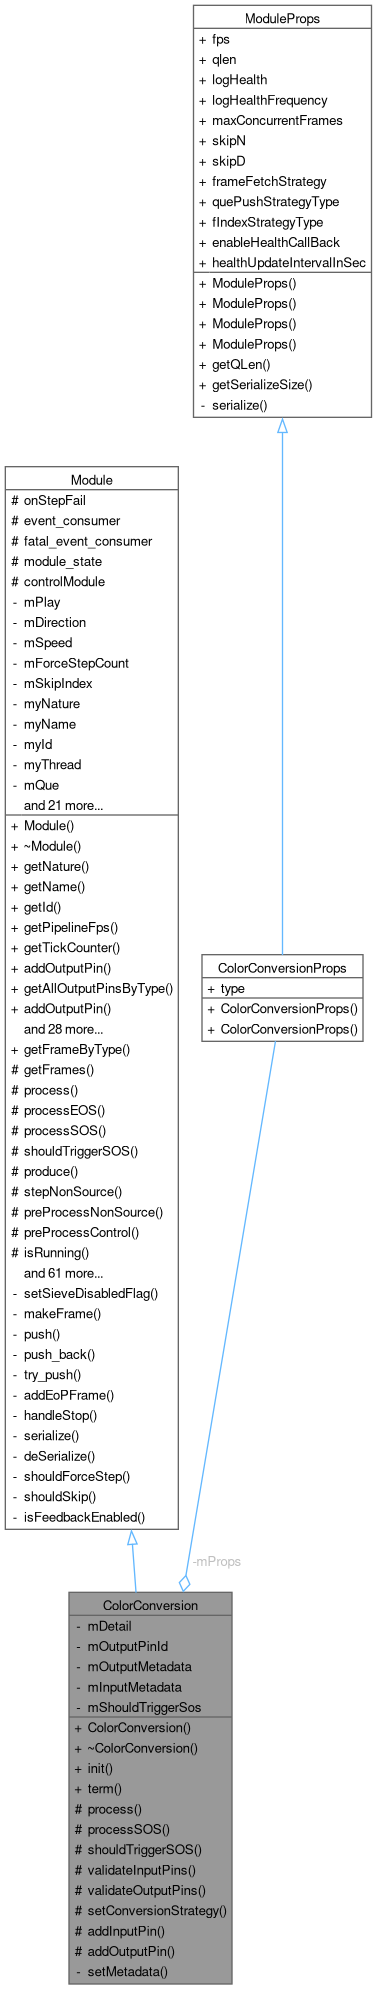 ModuleProps
+ fps
+ qlen
+ logHealth
+ logHealthFrequency
+ maxConcurrentFrames
+ skipN
+ skipD
+ frameFetchStrategy
+ quePushStrategyType
+ fIndexStrategyType
+ enableHealthCallBack
+ healthUpdateIntervalInSec
+ ModuleProps()
+ ModuleProps()
+ ModuleProps()
+ ModuleProps()
+ getQLen()
+ getSerializeSize()
- serialize()
Module
# onStepFail
# event_consumer
# fatal_event_consumer
# module_state
# controlModule
- mPlay
- mDirection
- mSpeed
- mForceStepCount
- mSkipIndex
- myNature
- myName
- myId
- myThread
- mQue
and 21 more...
+ Module()
+ ~Module()
+ getNature()
+ getName()
+ getId()
+ getPipelineFps()
+ getTickCounter()
+ addOutputPin()
+ getAllOutputPinsByType()
+ addOutputPin()
and 28 more...
+ getFrameByType()
# getFrames()
# process()
# processEOS()
# processSOS()
# shouldTriggerSOS()
# produce()
# stepNonSource()
# preProcessNonSource()
# preProcessControl()
# isRunning()
and 61 more...
- setSieveDisabledFlag()
- makeFrame()
- push()
- push_back()
- try_push()
- addEoPFrame()
- handleStop()
- serialize()
- deSerialize()
- shouldForceStep()
- shouldSkip()
- isFeedbackEnabled()
ColorConversionProps
+ type
+ ColorConversionProps()
+ ColorConversionProps()
-mProps
ColorConversion
- mDetail
- mOutputPinId
- mOutputMetadata
- mInputMetadata
- mShouldTriggerSos
+ ColorConversion()
+ ~ColorConversion()
+ init()
+ term()
# process()
# processSOS()
# shouldTriggerSOS()
# validateInputPins()
# validateOutputPins()
# setConversionStrategy()
# addInputPin()
# addOutputPin()
- setMetadata()